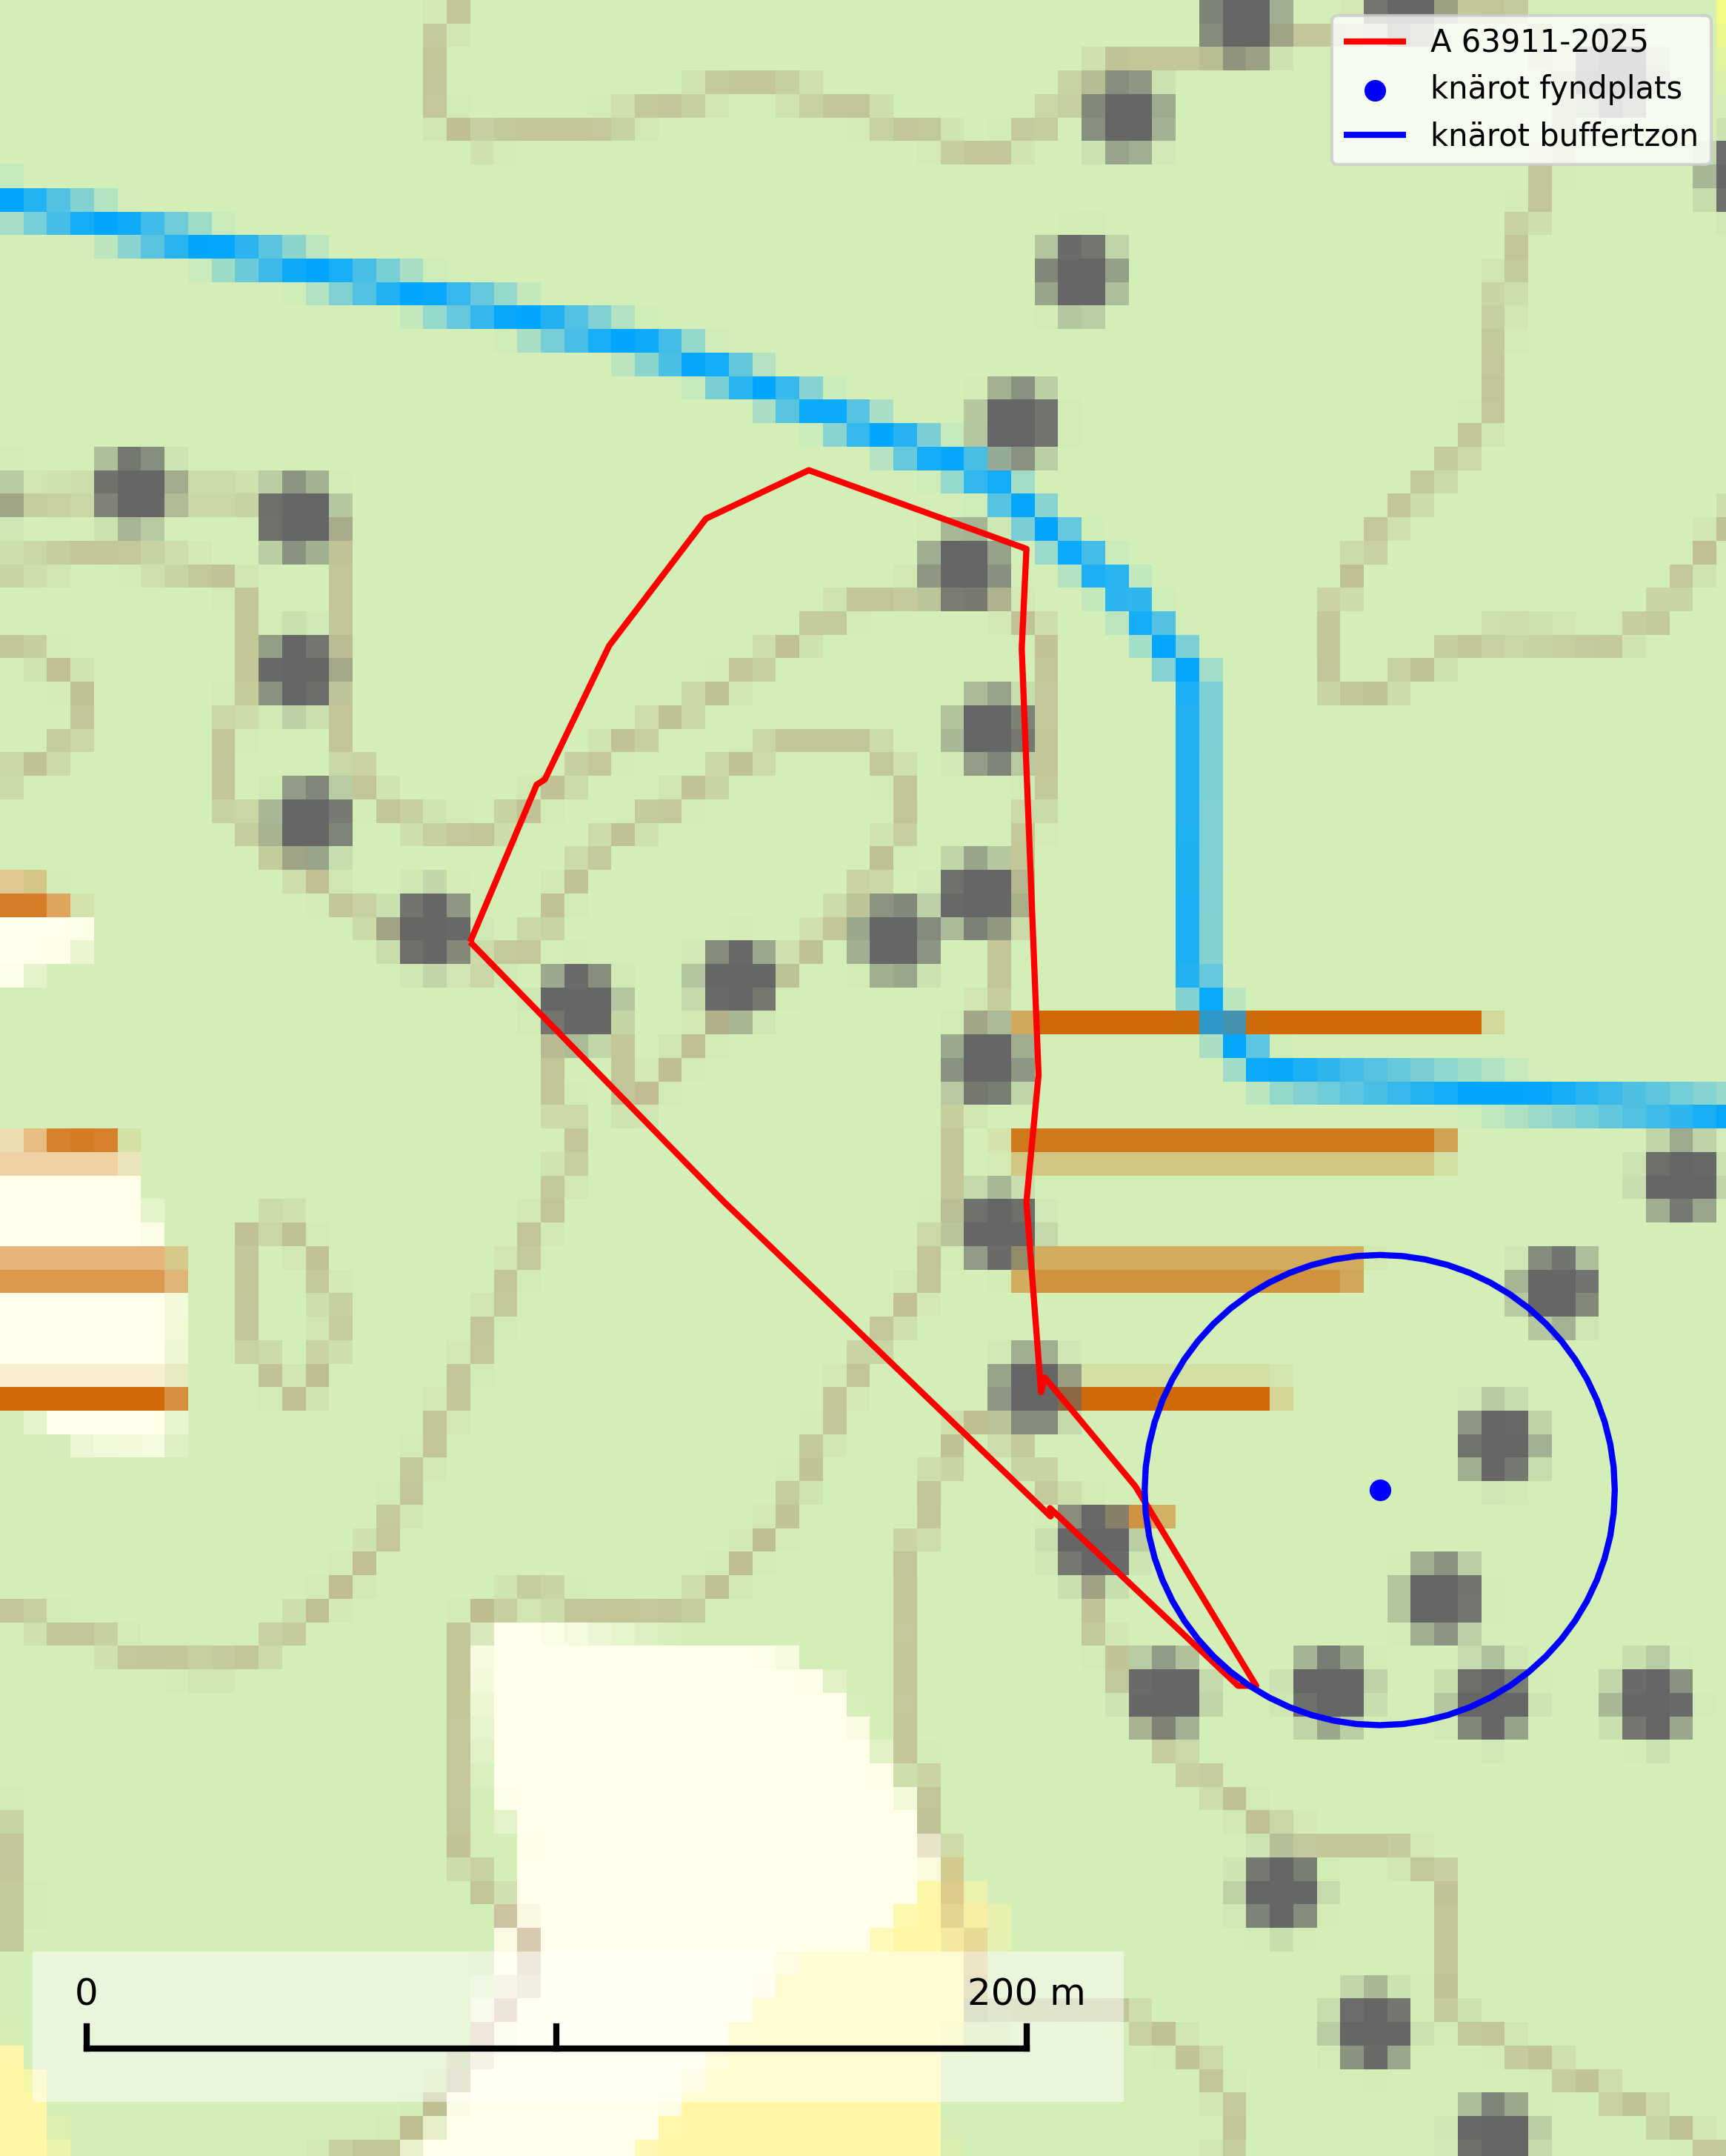 A 63911-2025
knärot fyndplats
knärot buffertzon
0 200 m